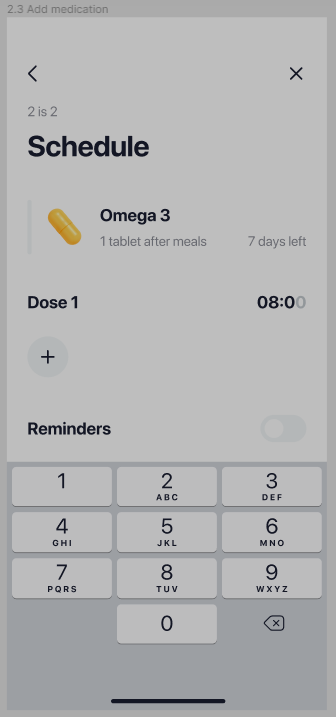 2.3 Add medication
2 is 2
Schedule
Omega 3
1 tablet after meals 7 days left
Dose 1 08:00
+
Reminders
1 2 3
ABC DEF
4 5 6
GHI JKL MNO
7 8 9
PQRS TUV WXYZ
0